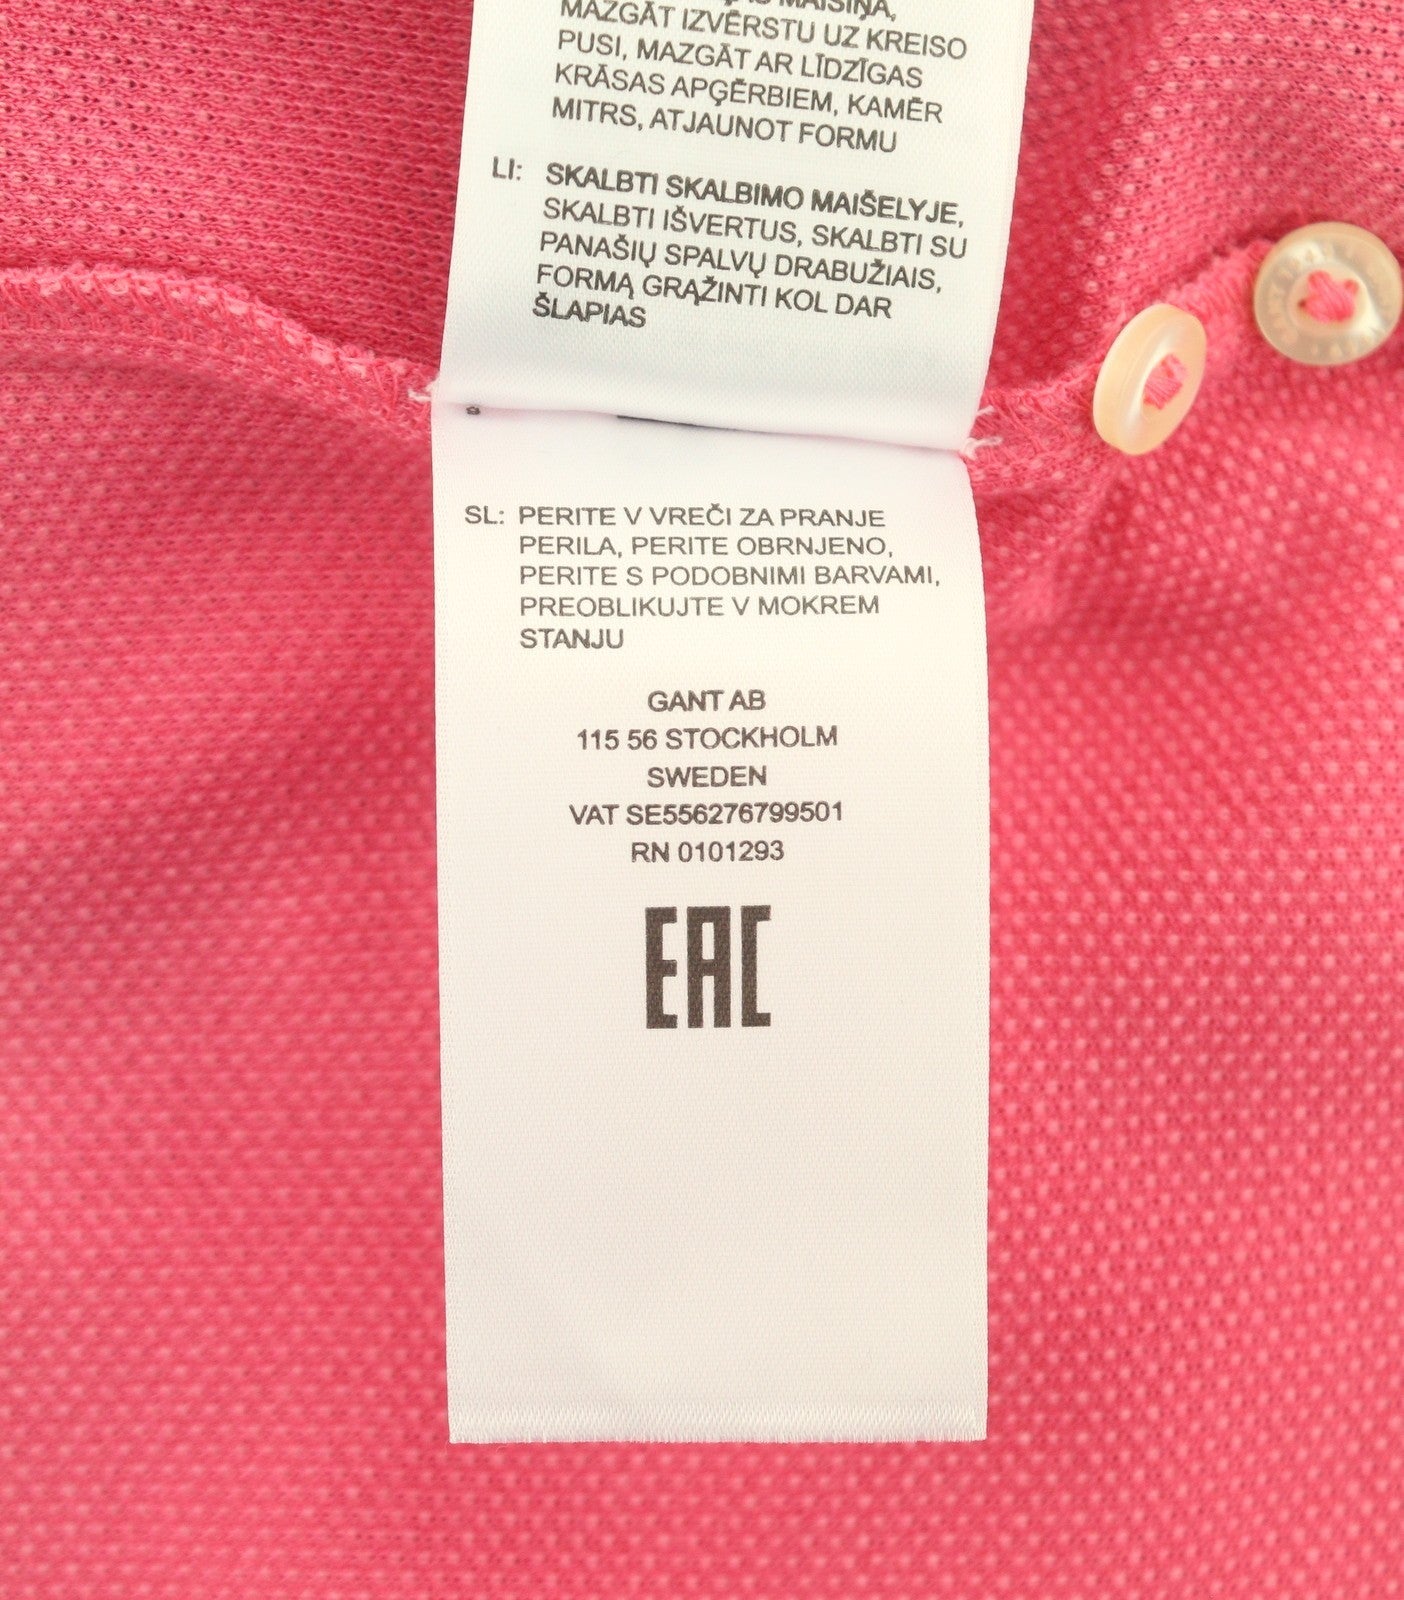 MAISIŅA,
MAZGĀT IZVĒRSTU UZ KREISO
PUSI, MAZGĀT AR LĪDZĪGAS
KRĀSAS APĢĒRBIEM, KAMĒR
MITRS, ATJAUNOT FORMU
LI: SKALBTI SKALBIMO MAIŠELYJE,
SKALBTI IŠVERTUS, SKALBTI SU
PANAŠIŲ SPALVŲ DRABUŽIAIS,
FORMĄ GRĄŽINTI KOL DAR
ŠLAPIAS
SL: PERITE V VREČI ZA PRANJE
PERILA, PERITE OBRNJENO,
PERITE S PODOBNIMI BARVAMI,
PREOBLIKUJTE V MOKREM
STANJU
GANT AB
115 56 STOCKHOLM
SWEDEN
VAT SE556276799501
RN 0101293
EAC